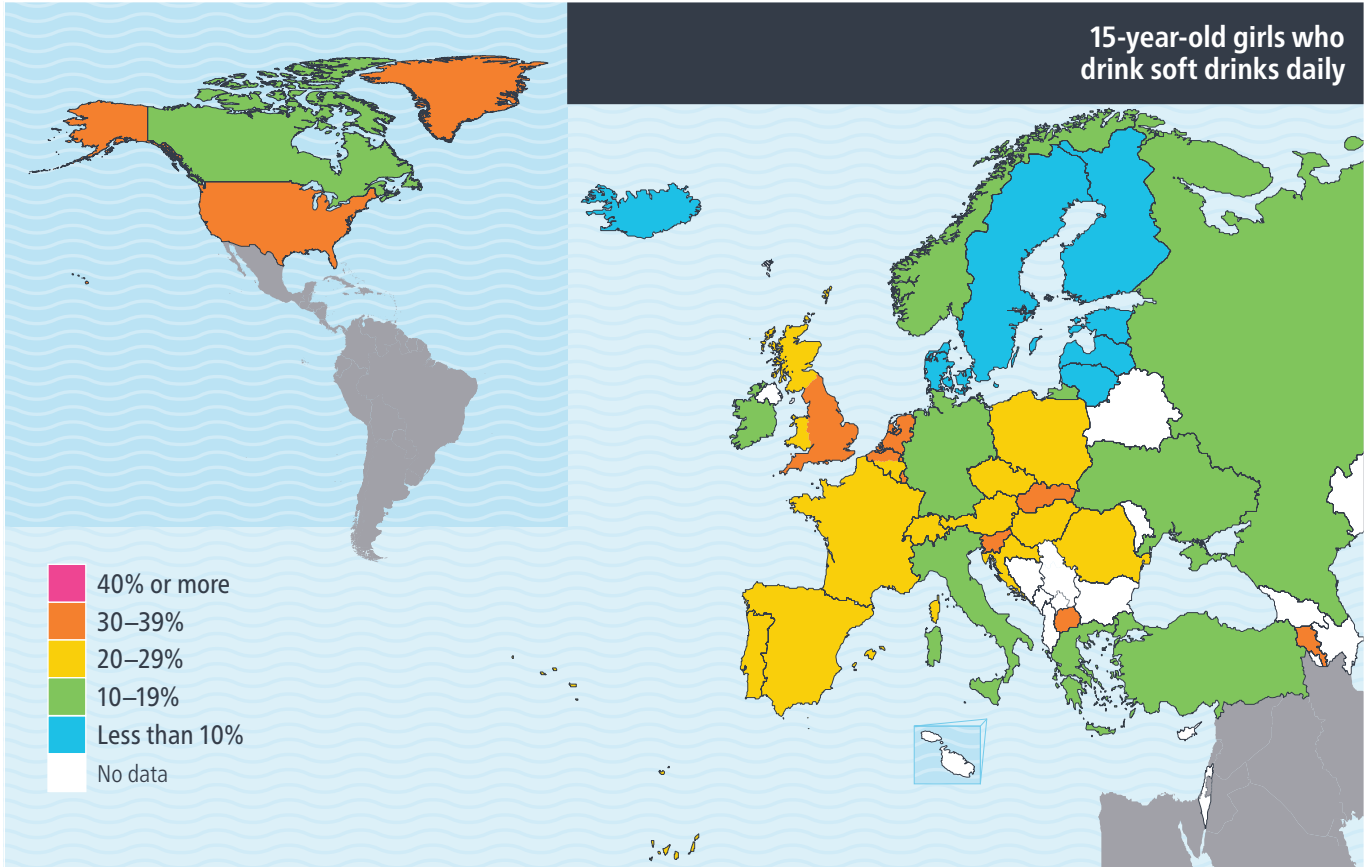 15-year-old girls who
drink soft drinks daily
40% or more
30–39%
20–29%
10–19%
Less than 10%
No data